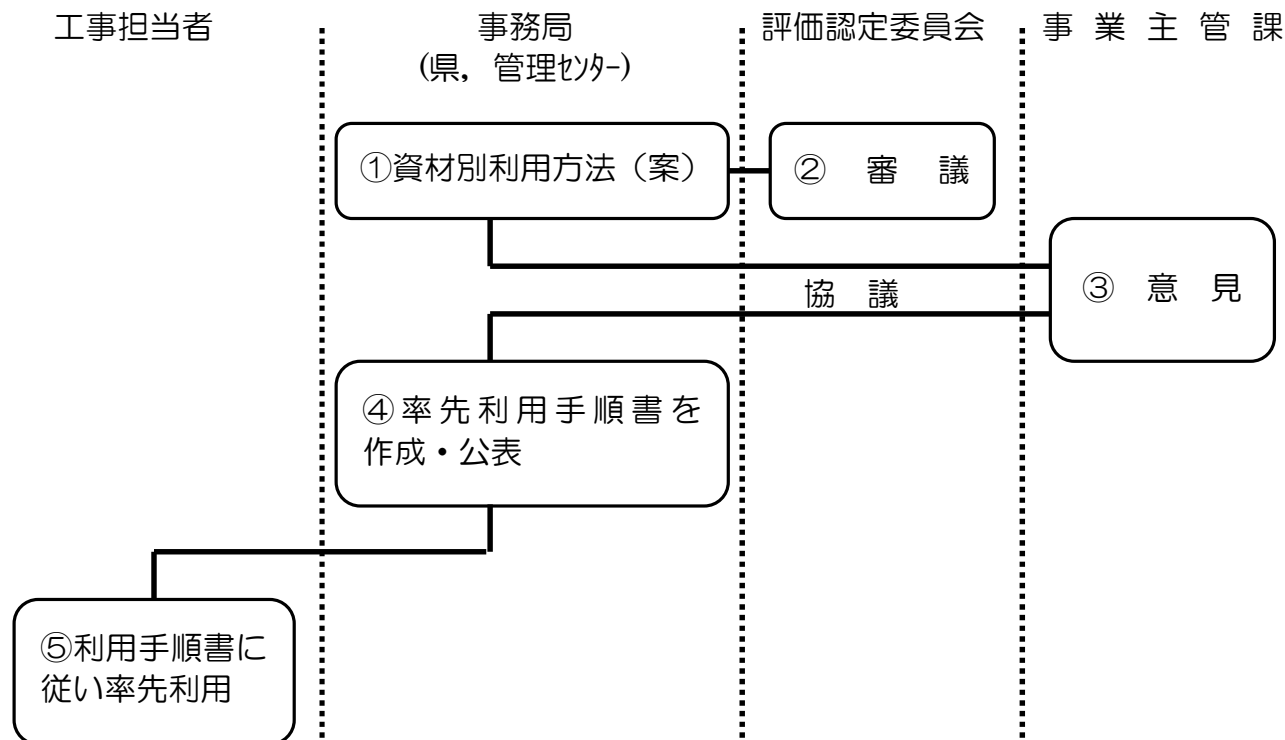 工事担当者
事務局
(県，管理ｾﾝﾀｰ)
評価認定委員会
事業主管課
①資材別利用方法（案）
②　審　議
③　意　見
協　議
④率先利用手順書を
作成・公表
⑤利用手順書に
従い率先利用